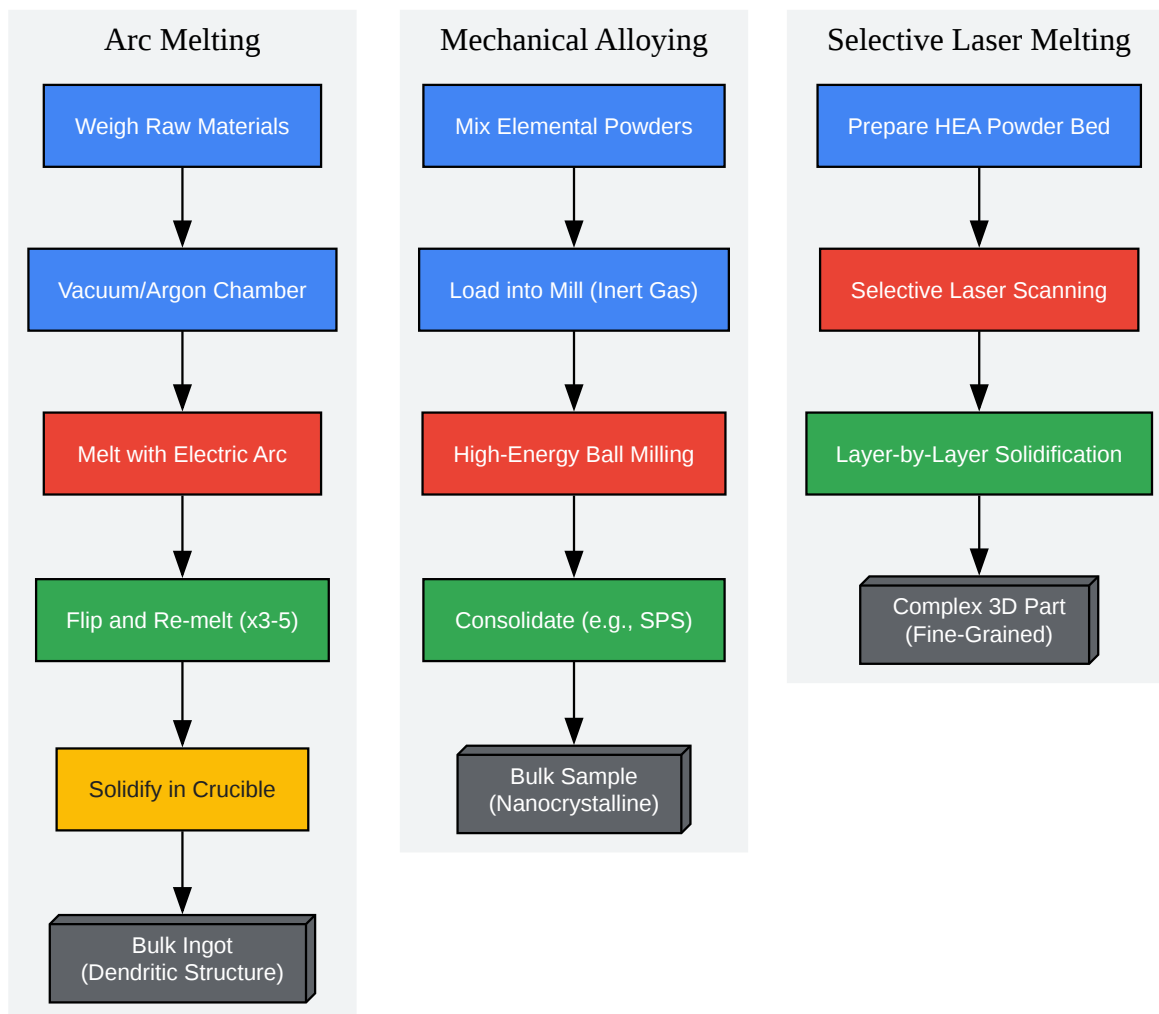 Arc Melting
Weigh Raw Materials
Vacuum/Argon Chamber
Melt with Electric Arc
Flip and Re-melt (x3-5)
Solidify in Crucible
Bulk Ingot
(Dendritic Structure)
Mechanical Alloying
Mix Elemental Powders
Load into Mill (Inert Gas)
High-Energy Ball Milling
Consolidate (e.g., SPS)
Bulk Sample
(Nanocrystalline)
Selective Laser Melting
Prepare HEA Powder Bed
Selective Laser Scanning
Layer-by-Layer Solidification
Complex 3D Part
(Fine-Grained)